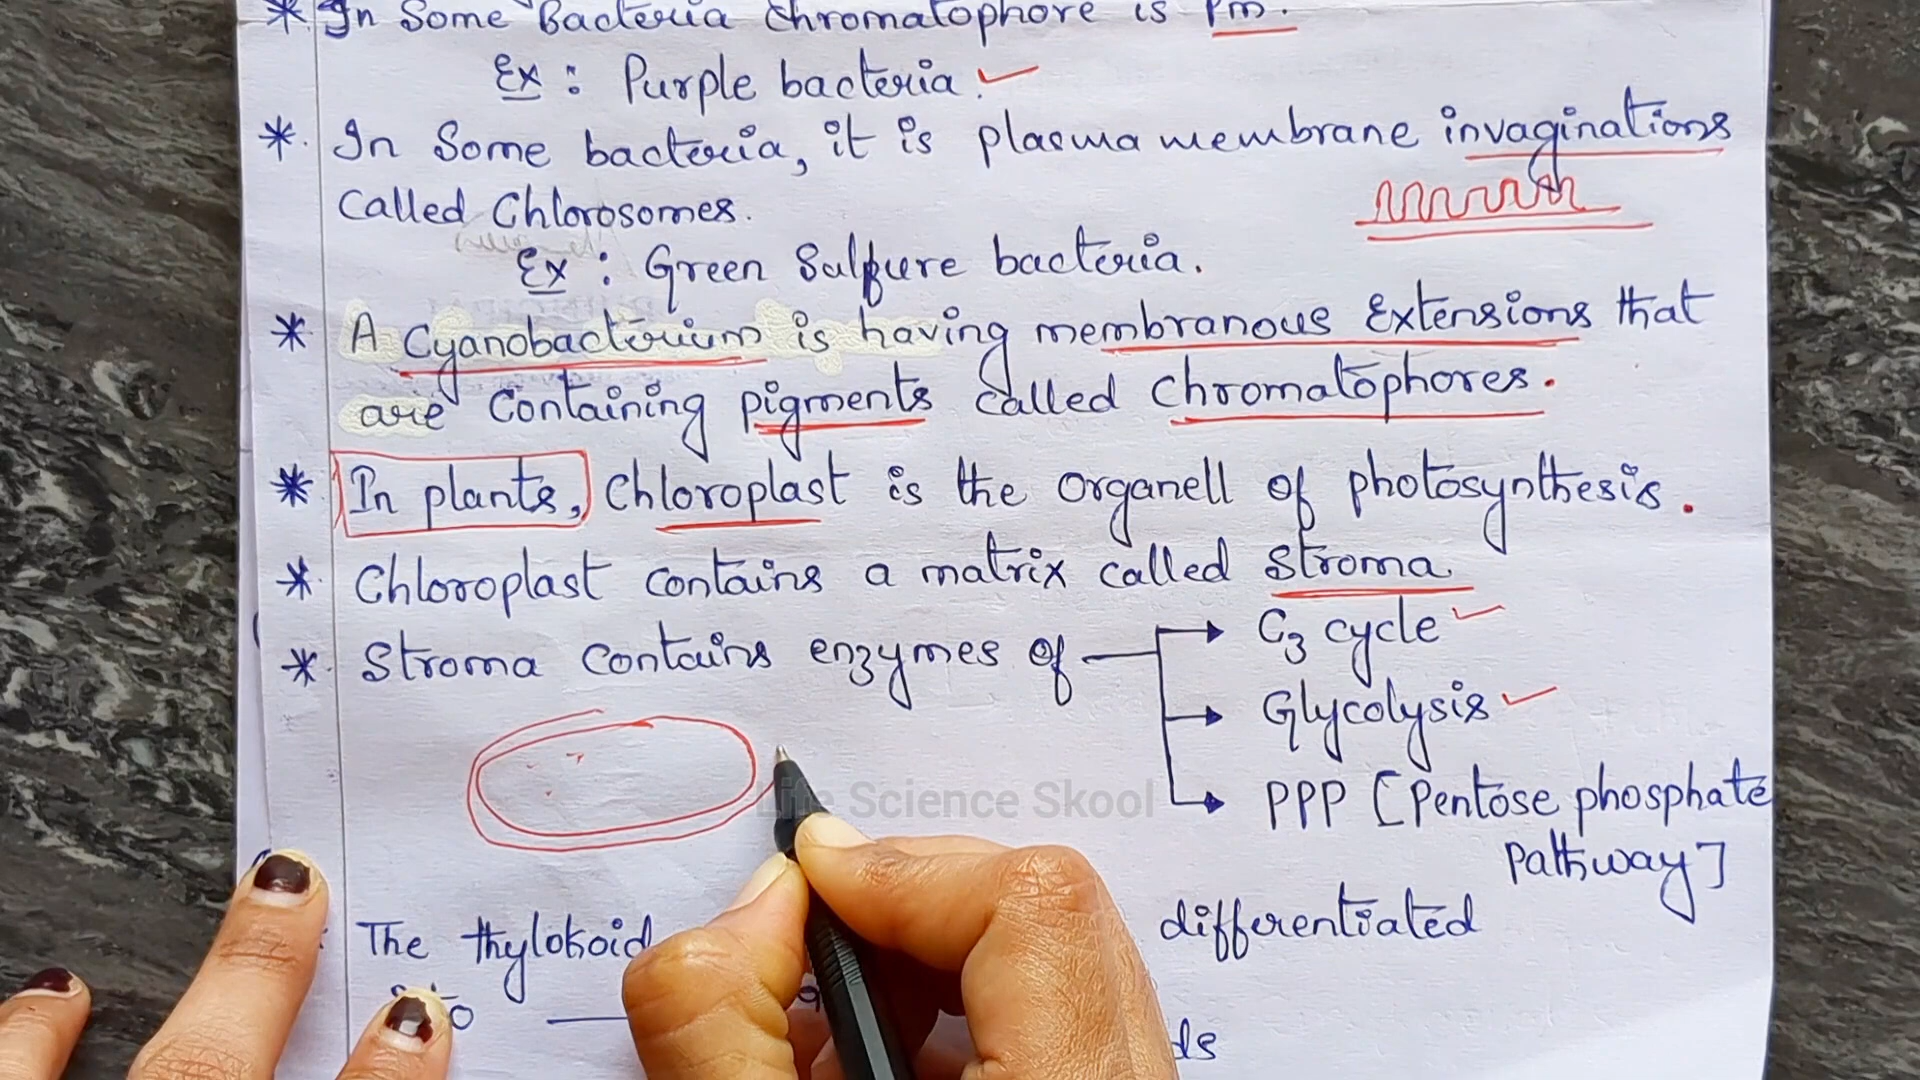 * In Some Bacteria Chromatophore is Pm.
Ex : Purple bacteria.
* In Some bacteria, it is plasma membrane invaginations
Called Chlorosomes.
Ex : Green Sulfure bacteria.
* A Cyanobacterium is having membranous Extensions that
are Containing pigments called Chromatophores.
* In plants, Chloroplast is the Organell of photosynthesis.
* Chloroplast Contains a matrix called Stroma.
* Stroma Contains enzymes of → C3 cycle
→ Glycolysis
→ PPP [Pentose phosphate
Pathway]
Life Science Skool
The thylokoid differentiated